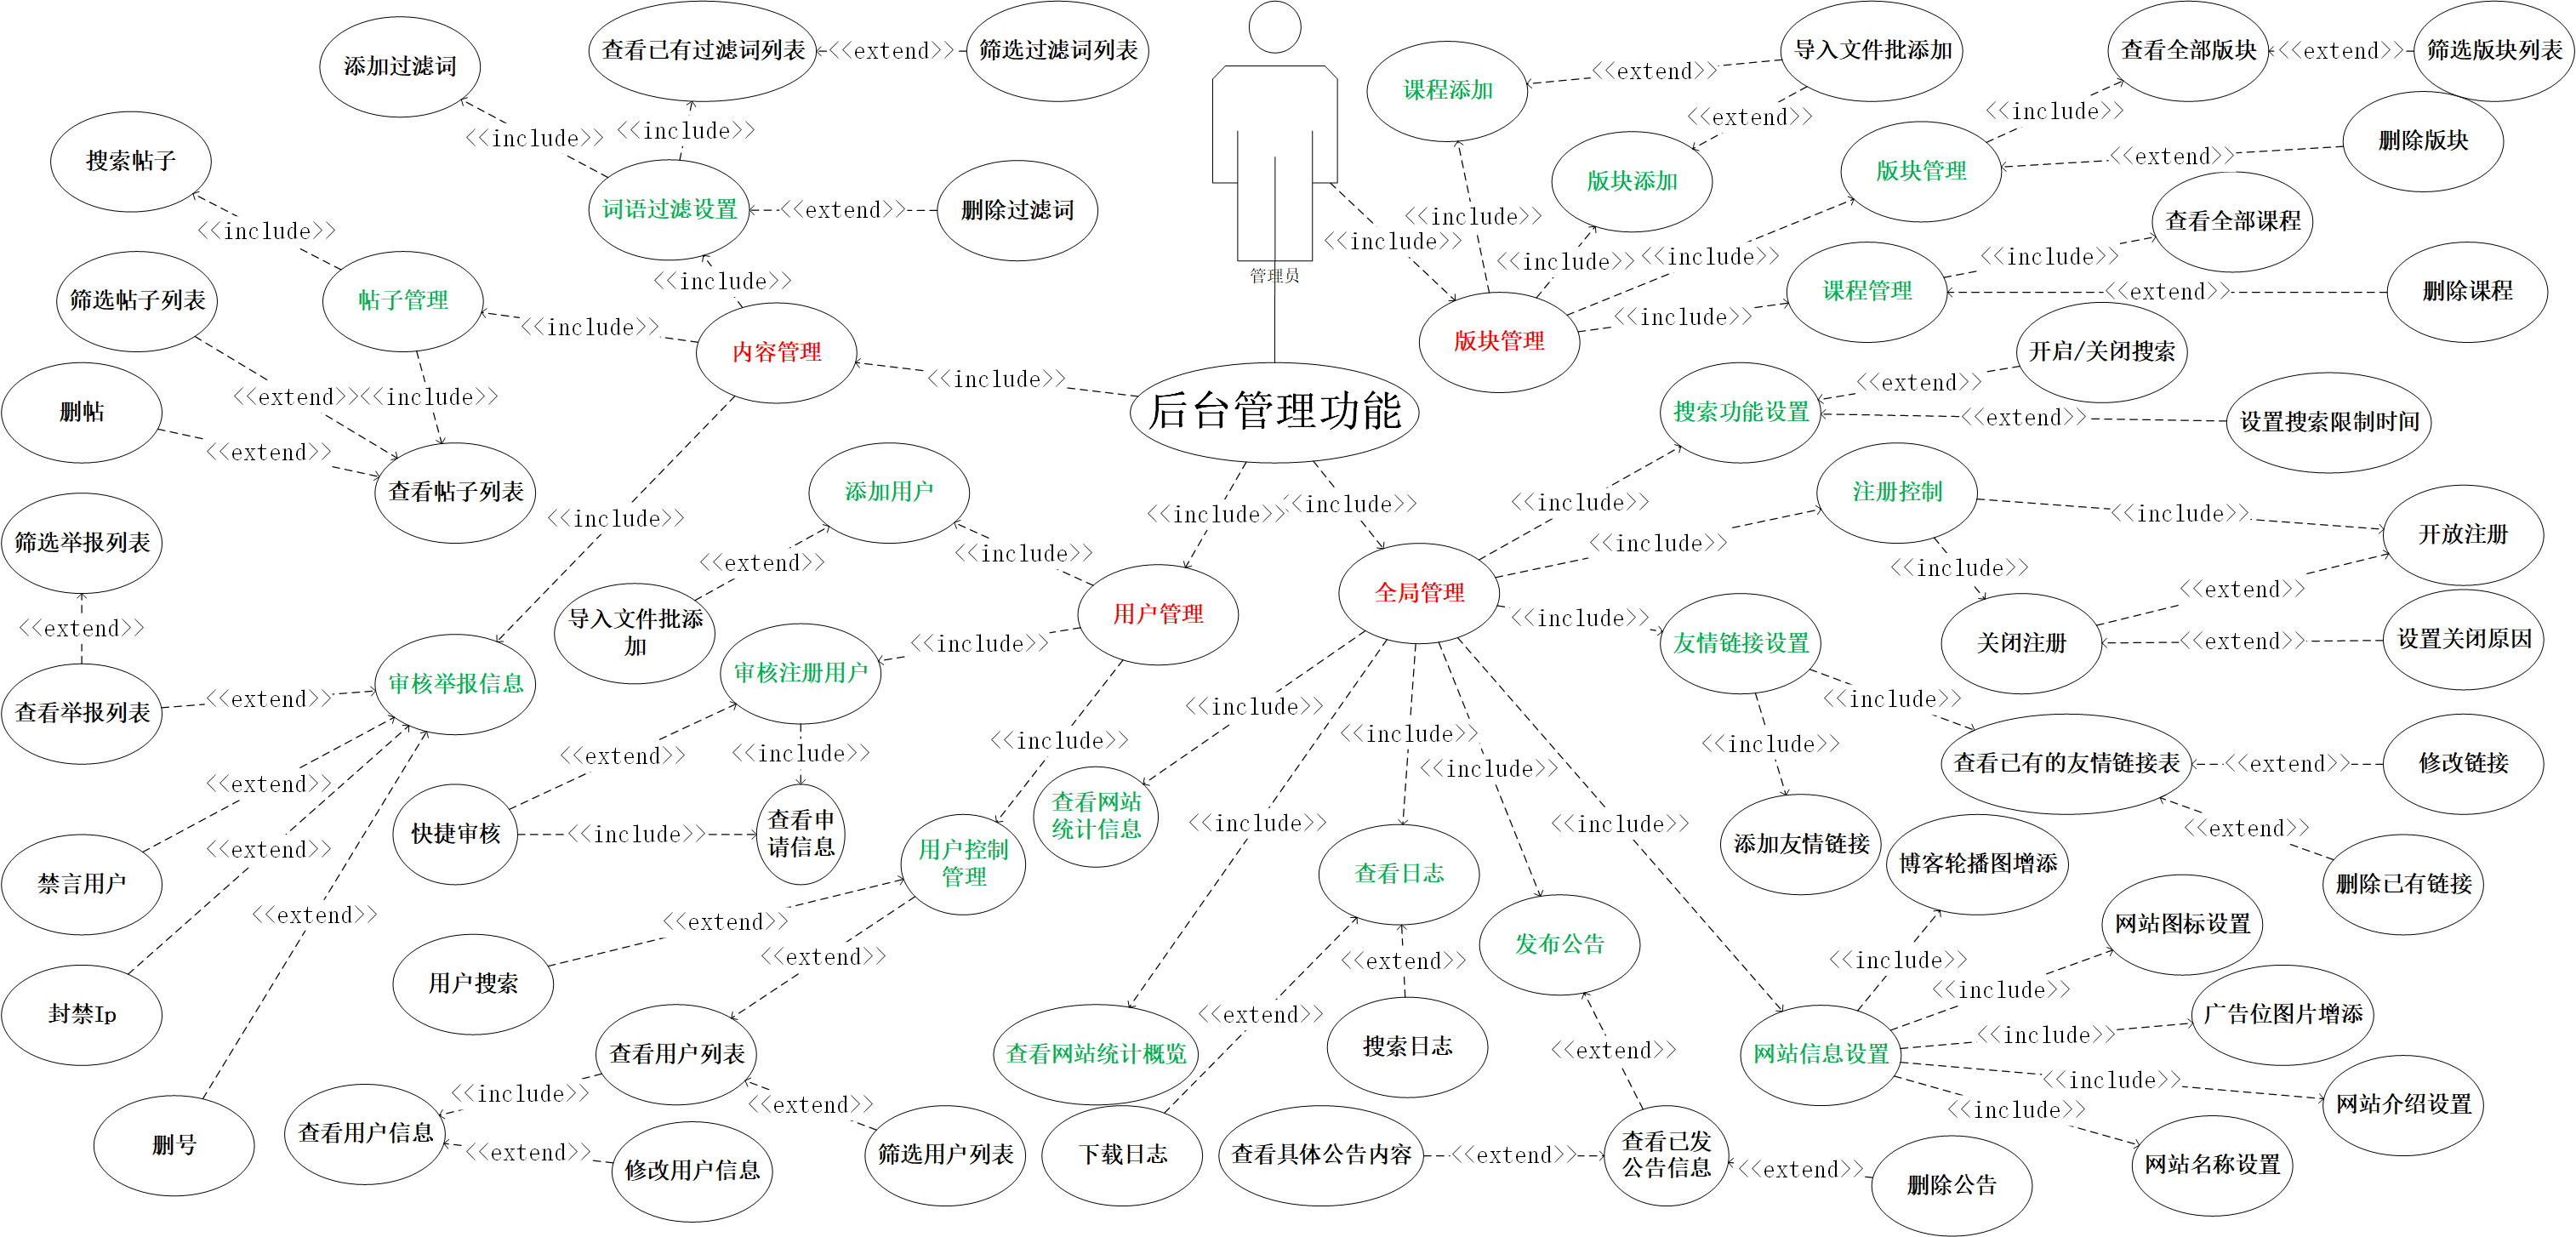 查看已有过滤词列表
<<extend>>
筛选过滤词列表
添加过滤词
<<include>>
<<include>>
搜索帖子
词语过滤设置
<<extend>>
删除过滤词
<<include>>
<<include>>
筛选帖子列表
帖子管理
<<include>>
内容管理
<<include>>
<<extend>>
<<include>>
删帖
<<extend>>
查看帖子列表
<<include>>
筛选举报列表
<<extend>>
查看举报列表
<<extend>>
审核举报信息
<<extend>>
禁言用户
<<extend>>
封禁Ip
<<extend>>
删号
管理员
后台管理功能
<<include>>
<<include>>
<<include>>
课程添加
<<extend>>
导入文件批添加
<<extend>>
版块添加
<<include>>
<<include>>
<<include>>
<<include>>
版块管理
版块管理
<<include>>
查看全部版块
<<extend>>
筛选版块列表
<<extend>>
删除版块
课程管理
<<include>>
查看全部课程
<<extend>>
删除课程
开启/关闭搜索
<<extend>>
搜索功能设置
<<extend>>
设置搜索限制时间
<<include>>
注册控制
<<include>>
开放注册
<<include>>
<<include>>
<<extend>>
关闭注册
<<extend>>
设置关闭原因
全局管理
<<include>>
友情链接设置
<<include>>
<<include>>
查看已有的友情链接表
<<extend>>
修改链接
<<extend>>
删除已有链接
添加友情链接
添加用户
<<include>>
<<extend>>
导入文件批添
加
用户管理
<<include>>
审核注册用户
<<extend>>
<<include>>
快捷审核
<<include>>
查看申
请信息
<<include>>
用户控制
管理
<<extend>>
用户搜索
<<extend>>
查看用户列表
<<include>>
查看用户信息
<<extend>>
修改用户信息
<<extend>>
筛选用户列表
<<include>>
查看网站
统计信息
<<include>>
查看网站统计概览
<<include>>
查看日志
<<extend>>
搜索日志
<<extend>>
下载日志
<<include>>
发布公告
<<extend>>
查看具体公告内容
<<extend>>
查看已发
公告信息
<<extend>>
删除公告
<<include>>
网站信息设置
<<include>>
博客轮播图增添
<<include>>
网站图标设置
<<include>>
广告位图片增添
<<include>>
网站介绍设置
<<include>>
网站名称设置